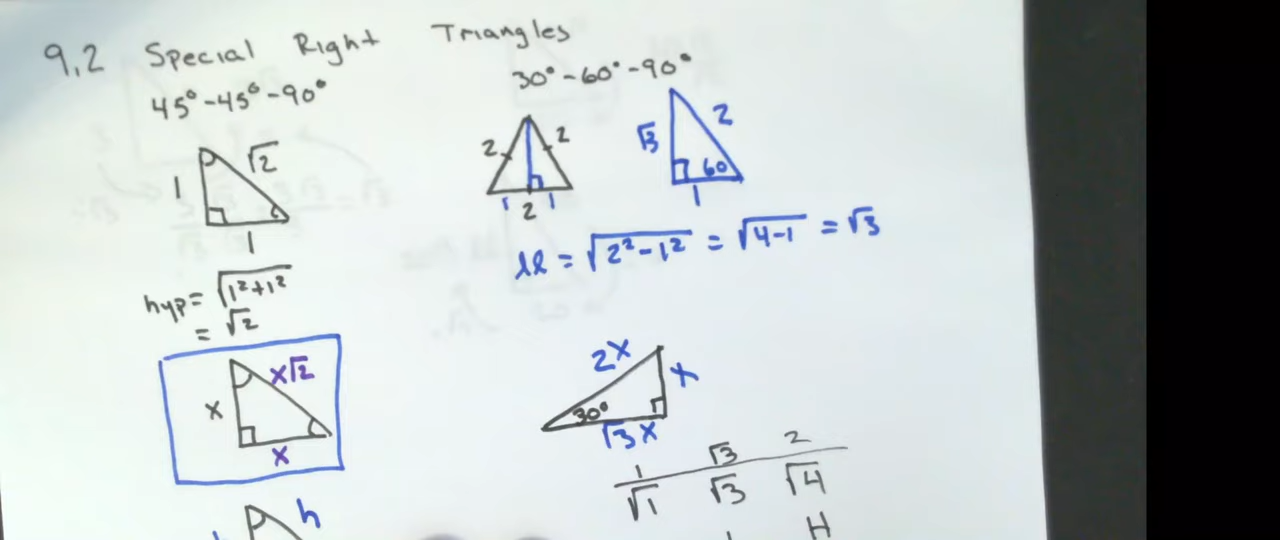 9.2 Special Right Triangles
45°-45°-90°
30°-60°-90°
1
√2
1
2
2
1
2
1
√3
2
60
1
ll = √2²-1² = √4-1 = √3
hyp = √1²+1²
= √2
x
x√2
x
2x
x
30°
√3x
1 √3 2
√1 √3 √4
h
H